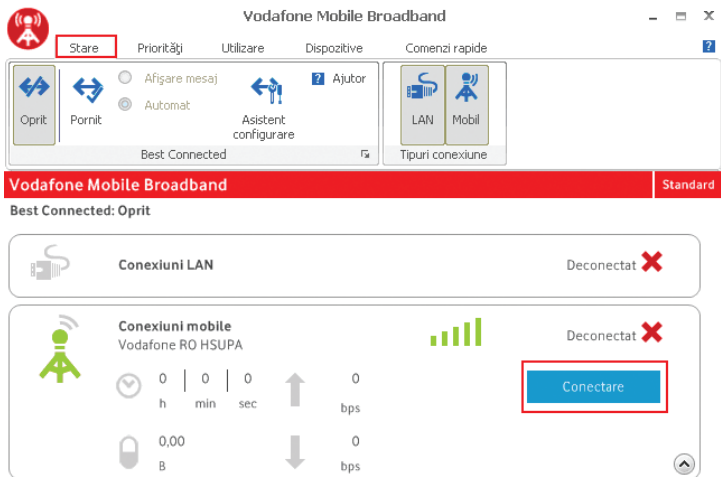 Vodafone Mobile Broadband
Stare Priorităţi Utilizare Dispozitive Comenzi rapide ?
Oprit Pornit Afişare mesaj
Automat
Asistent configurare
? Ajutor
LAN Mobil
Best Connected Tipuri conexiune
Vodafone Mobile Broadband Standard
Best Connected: Oprit
Conexiuni LAN Deconectat
Conexiuni mobile
Vodafone RO HSUPA Deconectat
Conectare
0 0 0 0
h min sec bps
0,00 0
B bps